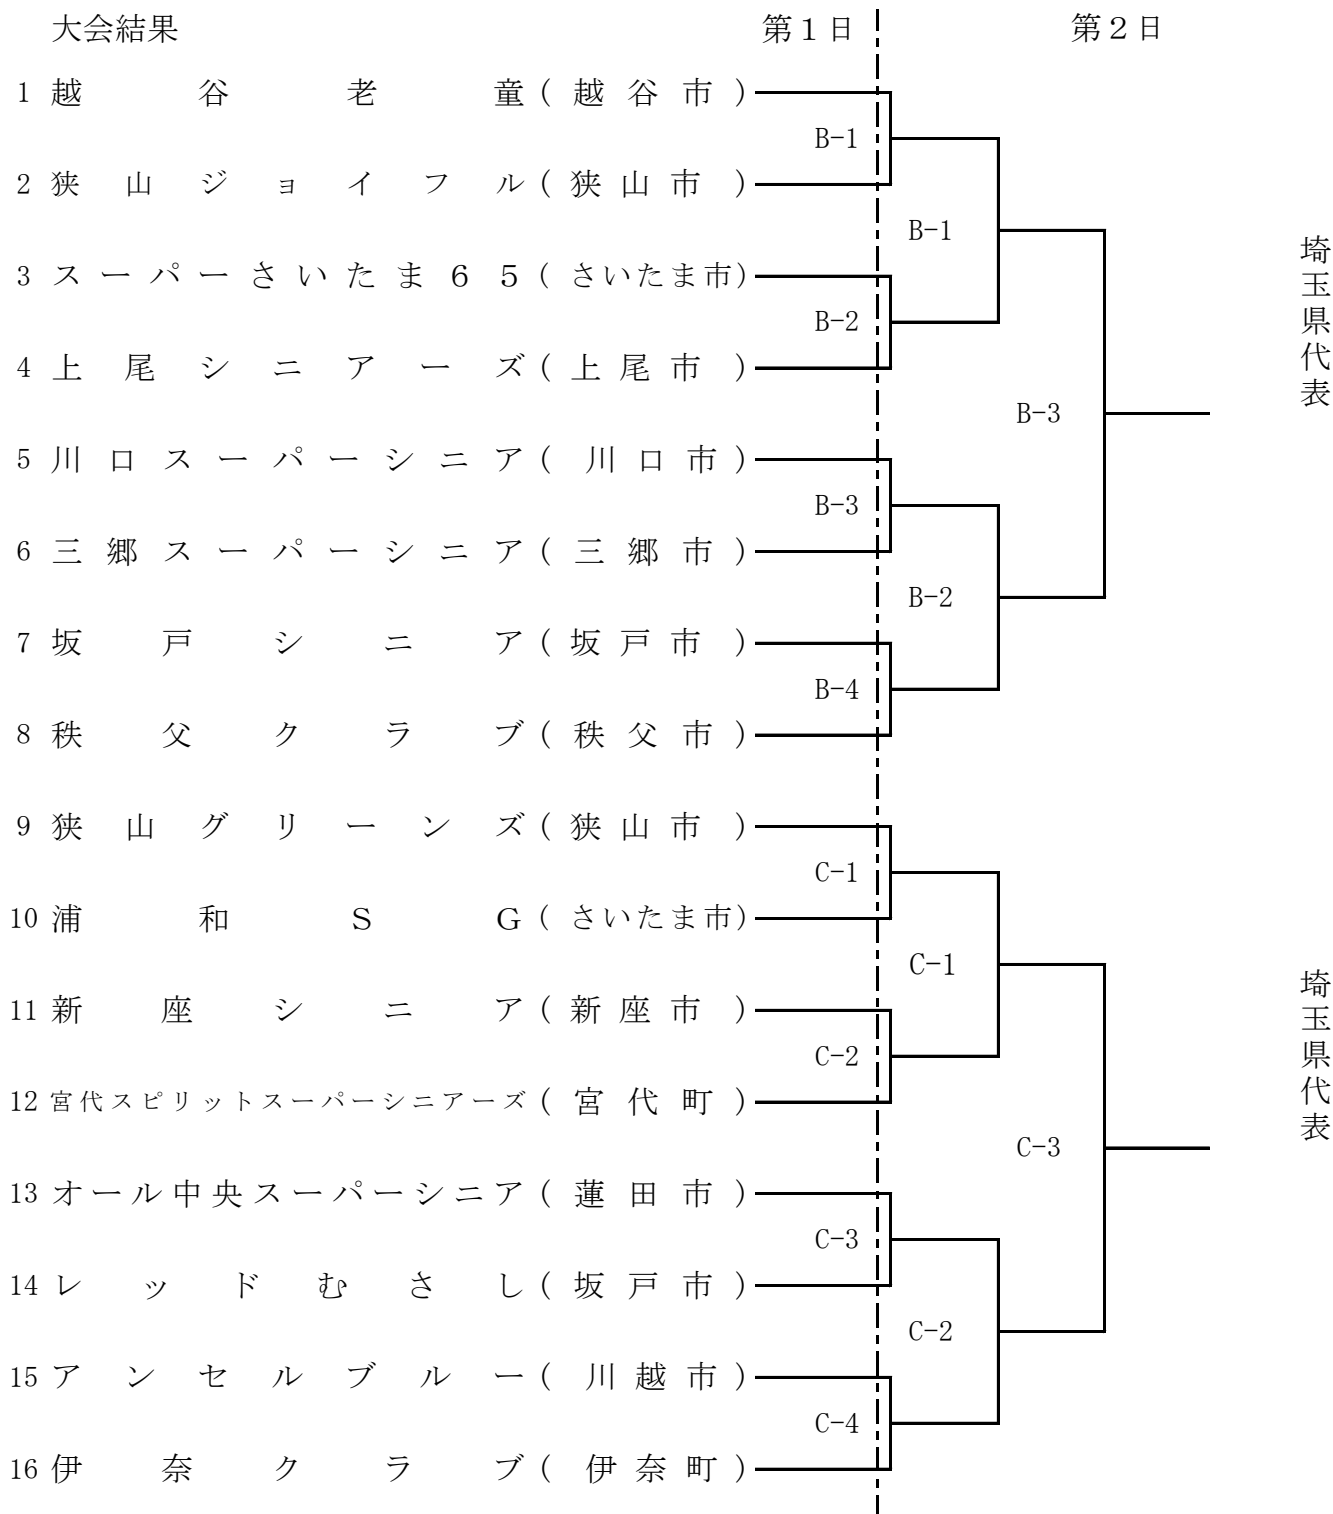 大会結果 第１日 第２日
1 越谷老童(越谷市)
B-1
2 狭山ジョイフル(狭山市)
B-1
3 スーパーさいたま６５(さいたま市)
B-2
4 上尾シニアーズ(上尾市)
B-3
埼玉県代表
5 川口スーパーシニア(川口市)
B-3
6 三郷スーパーシニア(三郷市)
B-2
7 坂戸シニア(坂戸市)
B-4
8 秩父クラブ(秩父市)
9 狭山グリーンズ(狭山市)
C-1
10 浦和ＳＧ(さいたま市)
C-1
11 新座シニア(新座市)
C-2
12 宮代スピリットスーパーシニアーズ(宮代町)
C-3
埼玉県代表
13 オール中央スーパーシニア(蓮田市)
C-3
14 レッドむさし(坂戸市)
C-2
15 アンセルブルー(川越市)
C-4
16 伊奈クラブ(伊奈町)